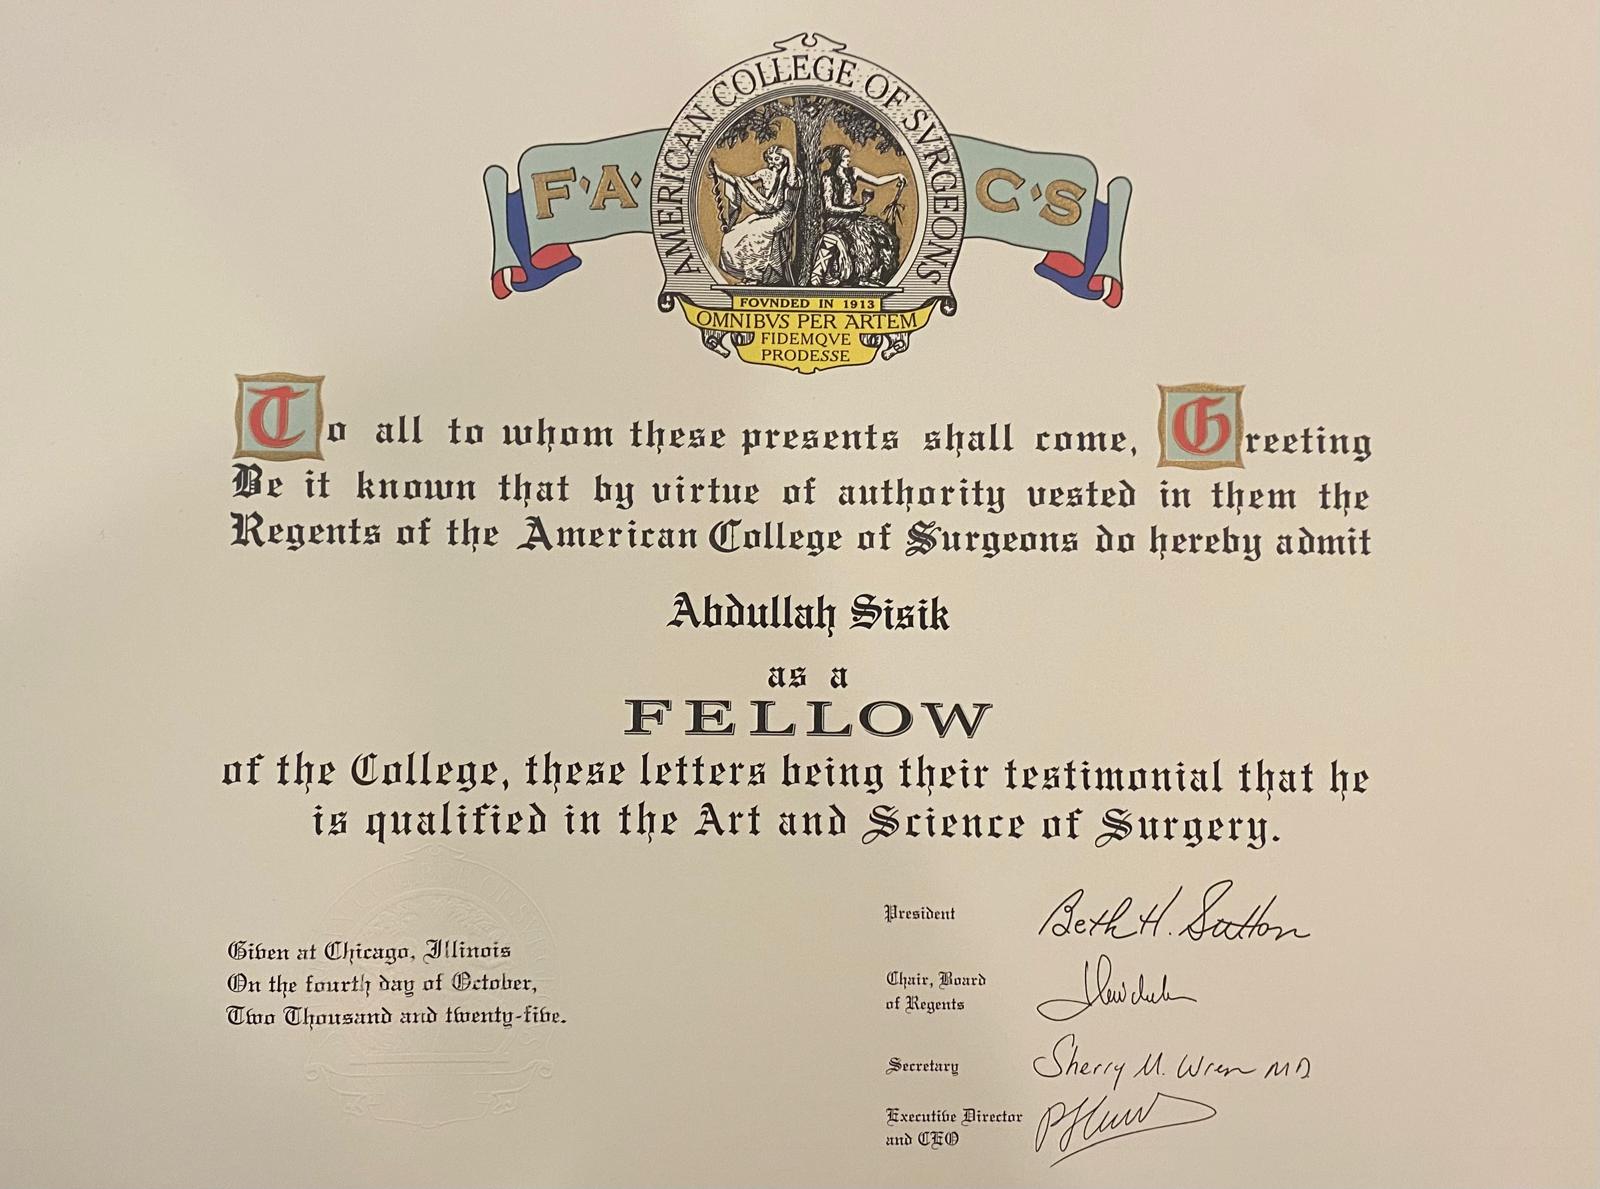 AMERICAN COLLEGE OF SVRGEONS
F·A· C·S
FOVNDED IN 1913
OMNIBVS PER ARTEM
FIDEMQVE
PRODESSE
To all to whom these presents shall come, Greeting
Be it known that by virtue of authority vested in them the
Regents of the American College of Surgeons do hereby admit
Abdullah Sisik
as a
FELLOW
of the College, these letters being their testimonial that he
is qualified in the Art and Science of Surgery.
Given at Chicago, Illinois
On the fourth day of October,
Two Thousand and twenty-five.
President Beth H. Sutton
Chair, Board
of Regents
Secretary Sherry M. Wren MD
Executive Director
and CEO